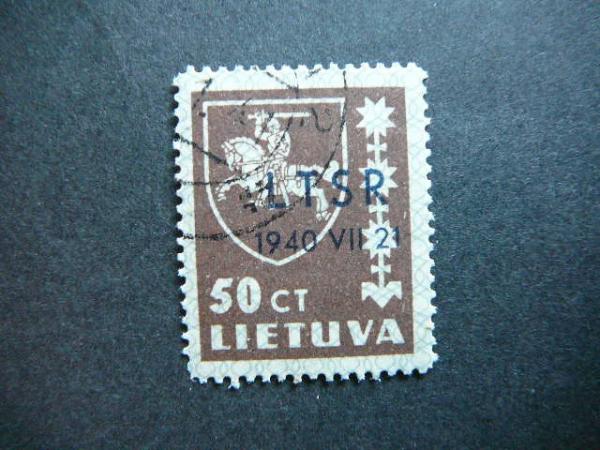 LTSR
1940 VII 21
50 CT
LIETUVA